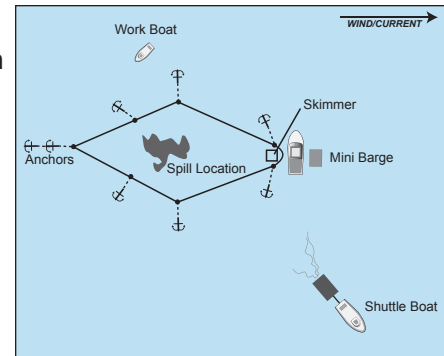 WIND/CURRENT
Work Boat
Skimmer
Anchors
Spill Location
Mini Barge
Shuttle Boat